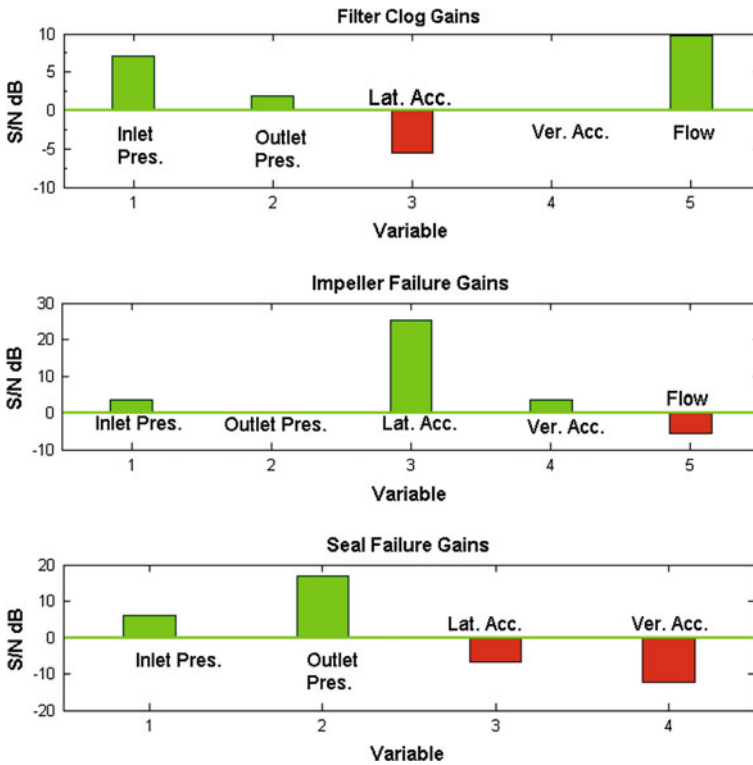 Filter Clog Gains
S/N dB
10
5
0
-5
-10
Inlet
Pres.
Outlet
Pres.
Lat. Acc.
Ver. Acc.
Flow
1 2 3 4 5
Variable
Impeller Failure Gains
S/N dB
30
20
10
0
-10
Inlet Pres.
Outlet Pres.
Lat. Acc.
Ver. Acc.
Flow
1 2 3 4 5
Variable
Seal Failure Gains
S/N dB
20
10
0
-10
-20
Inlet Pres.
Outlet
Pres.
Lat. Acc.
Ver. Acc.
1 2 3 4
Variable